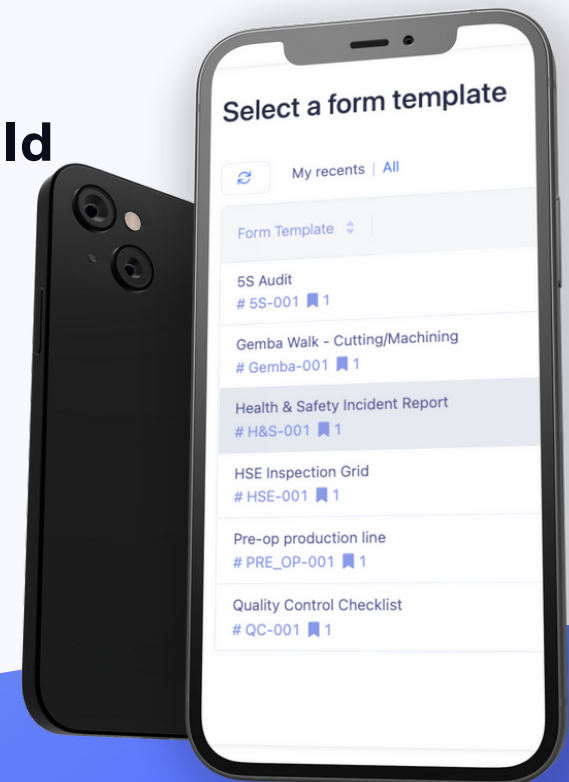 ld
Select a form template
My recents | All
Form Template
5S Audit
# 5S-001 1
Gemba Walk - Cutting/Machining
# Gemba-001 1
Health & Safety Incident Report
# H&S-001 1
HSE Inspection Grid
# HSE-001 1
Pre-op production line
# PRE_OP-001 1
Quality Control Checklist
# QC-001 1